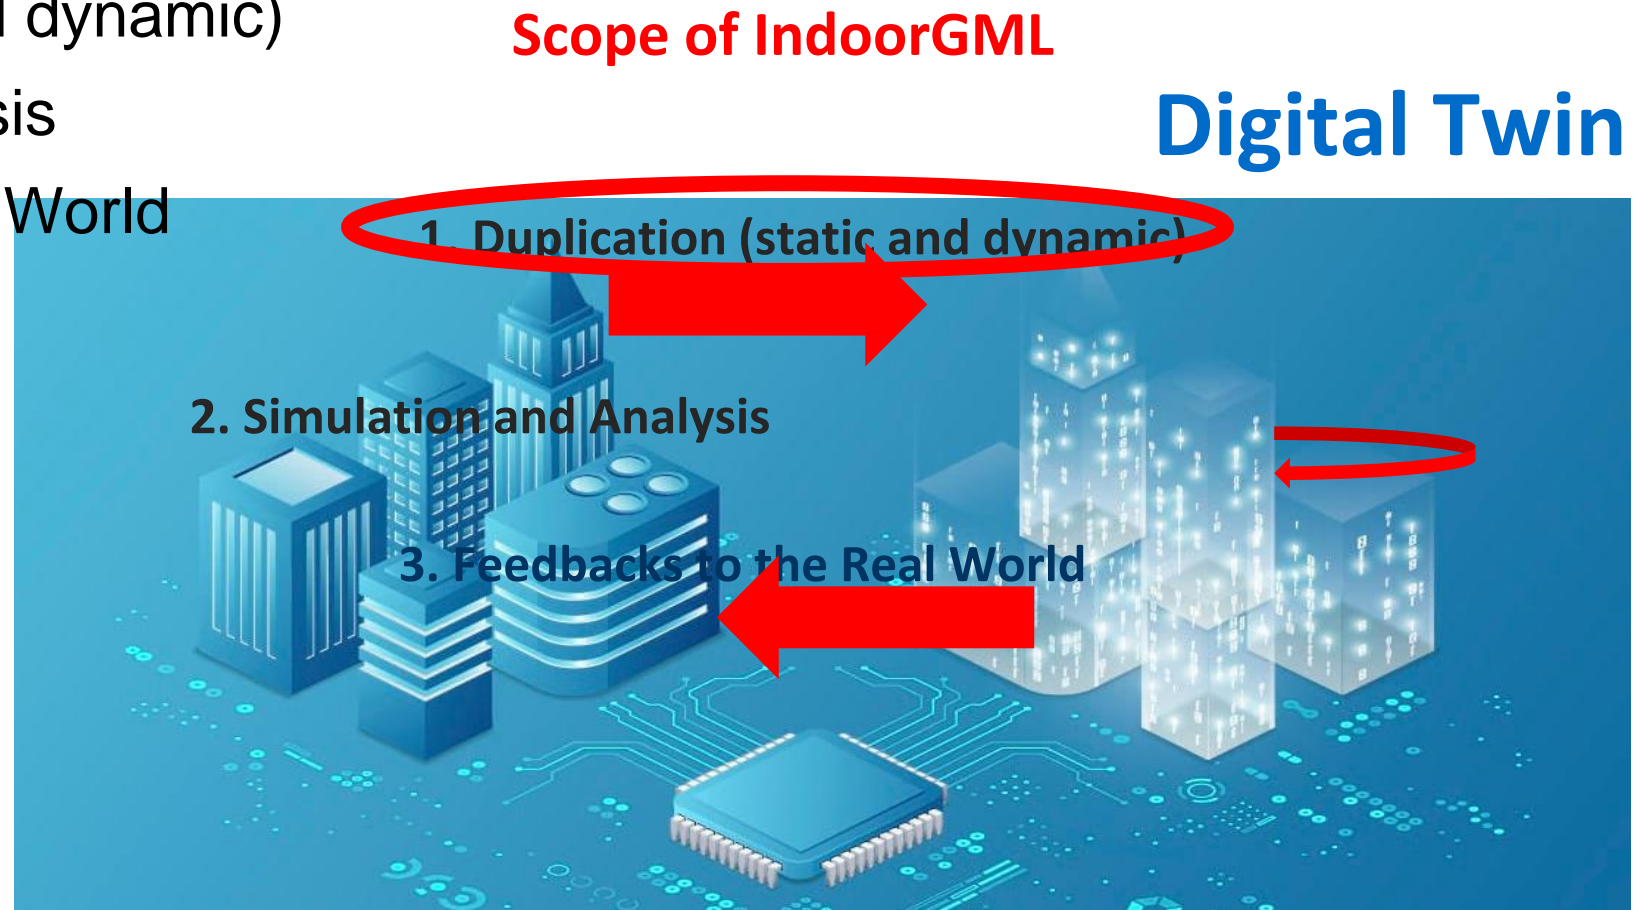 dynamic)
Scope of IndoorGML
sis
Digital Twin
World
1. Duplication (static and dynamic)
2. Simulation and Analysis
3. Feedbacks to the Real World